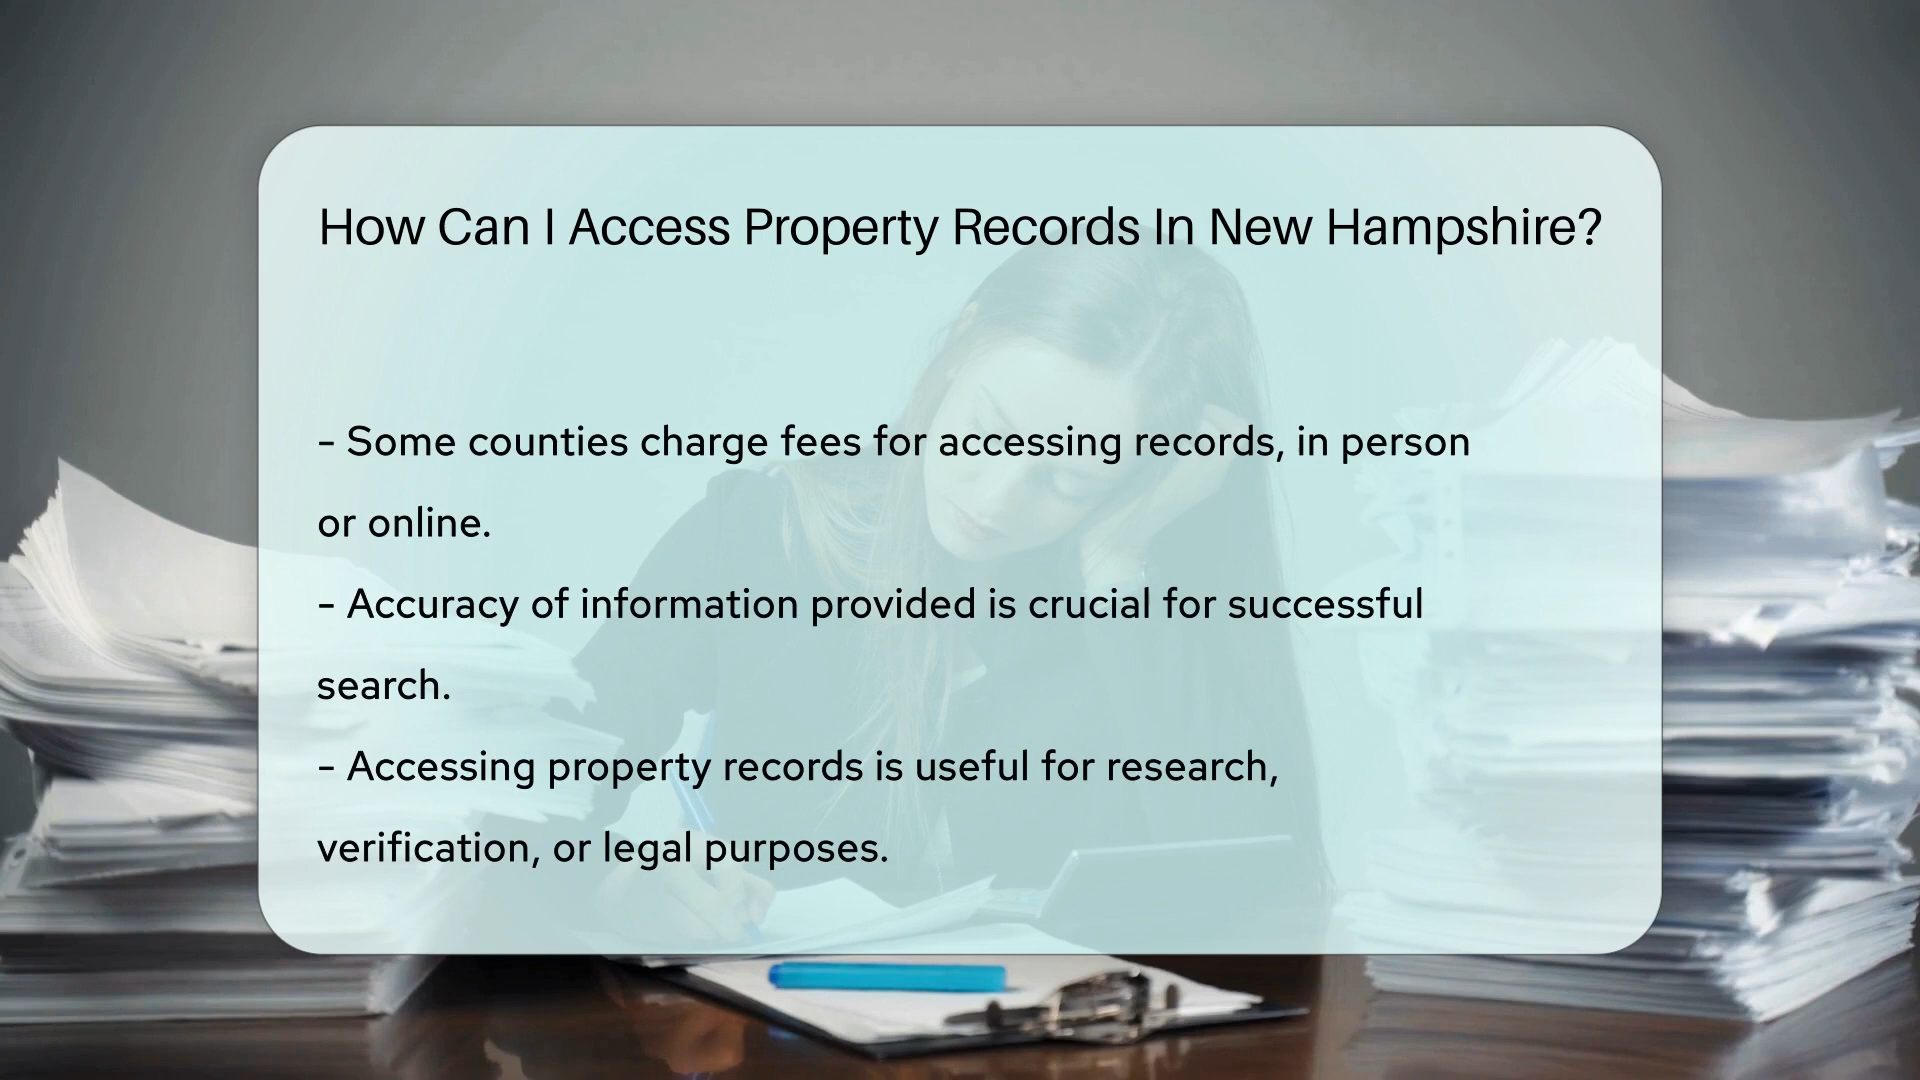 How Can I Access Property Records In New Hampshire?
– Some counties charge fees for accessing records, in person
or online.
– Accuracy of information provided is crucial for successful
search.
– Accessing property records is useful for research,
verification, or legal purposes.